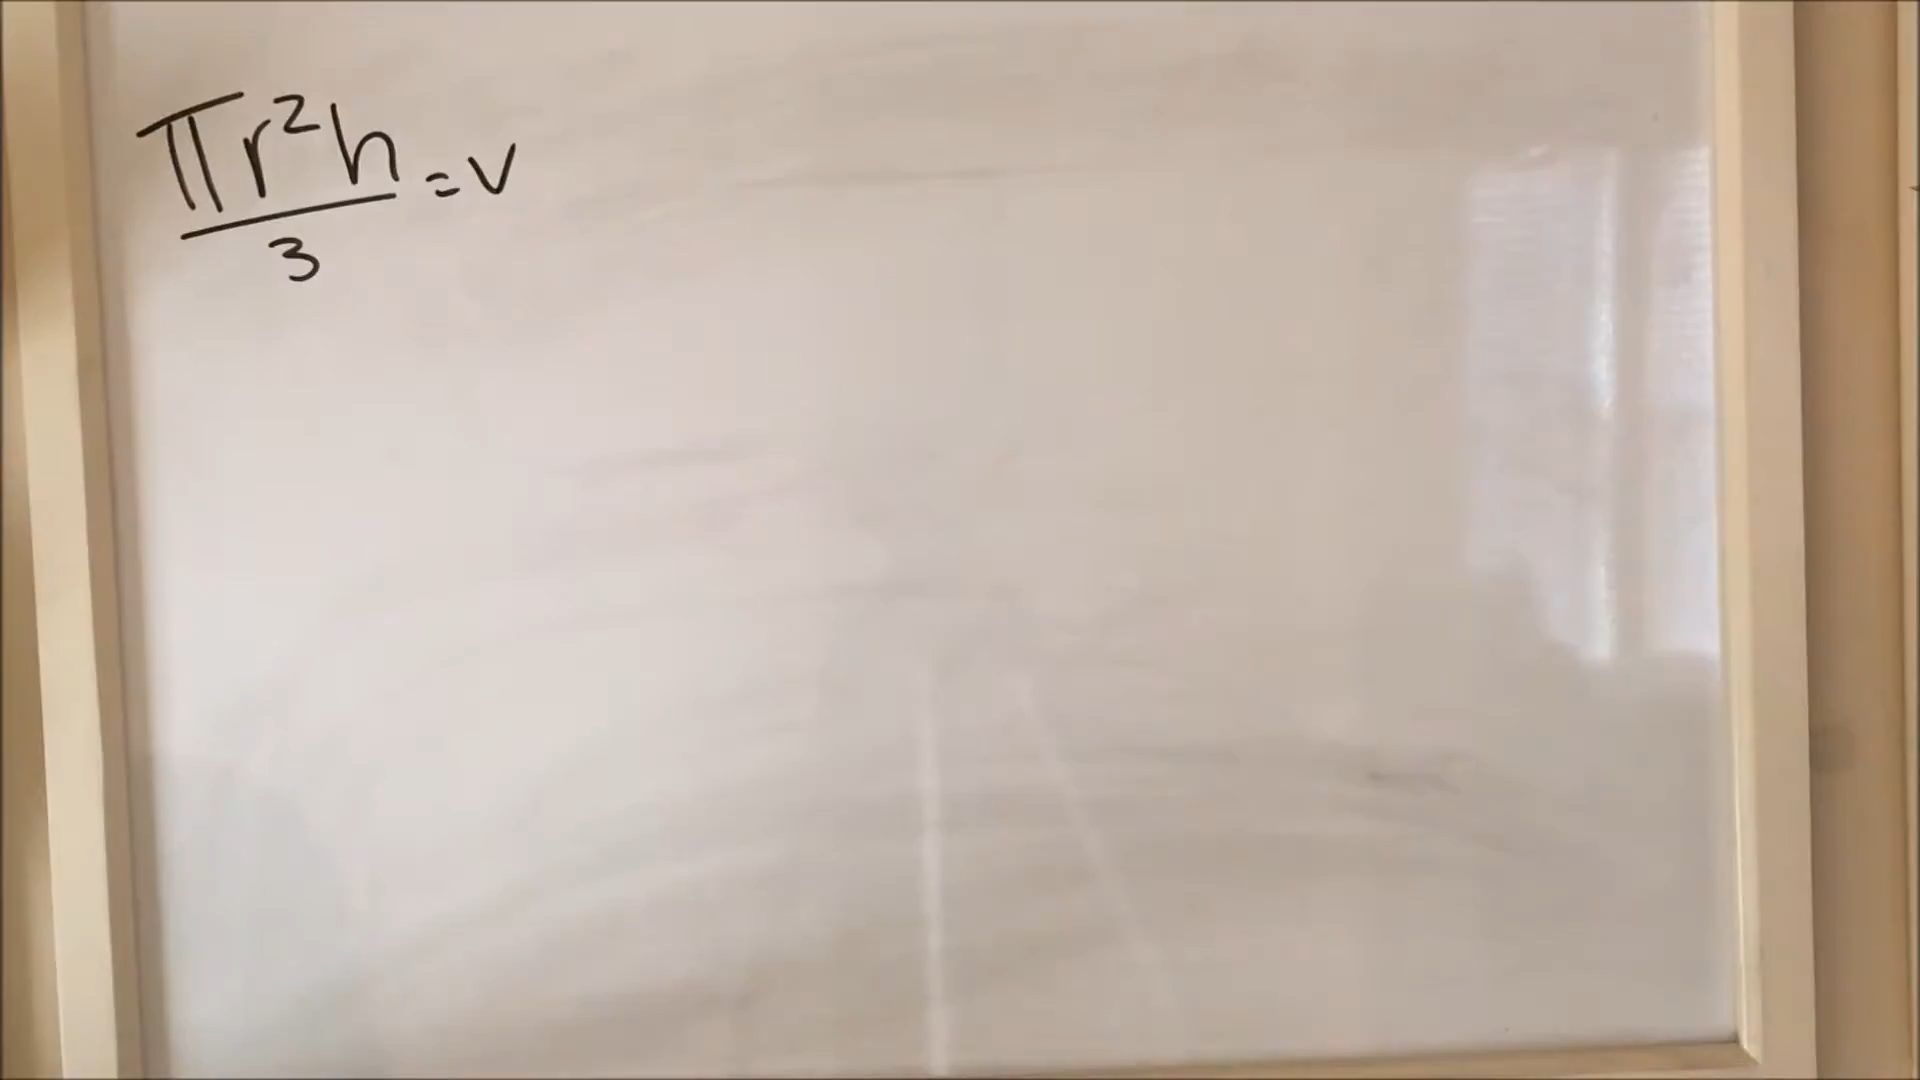 πr²h/3 = v